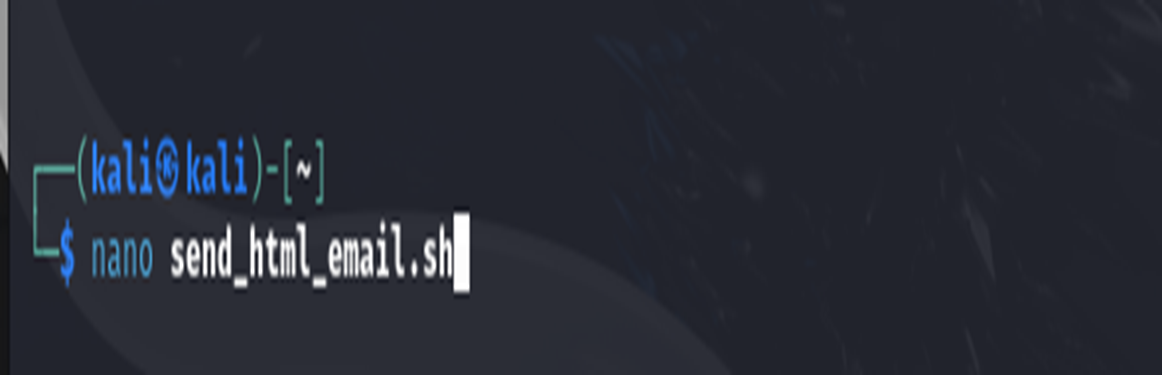 (kali㉿kali)-[~]
$ nano send_html_email.sh